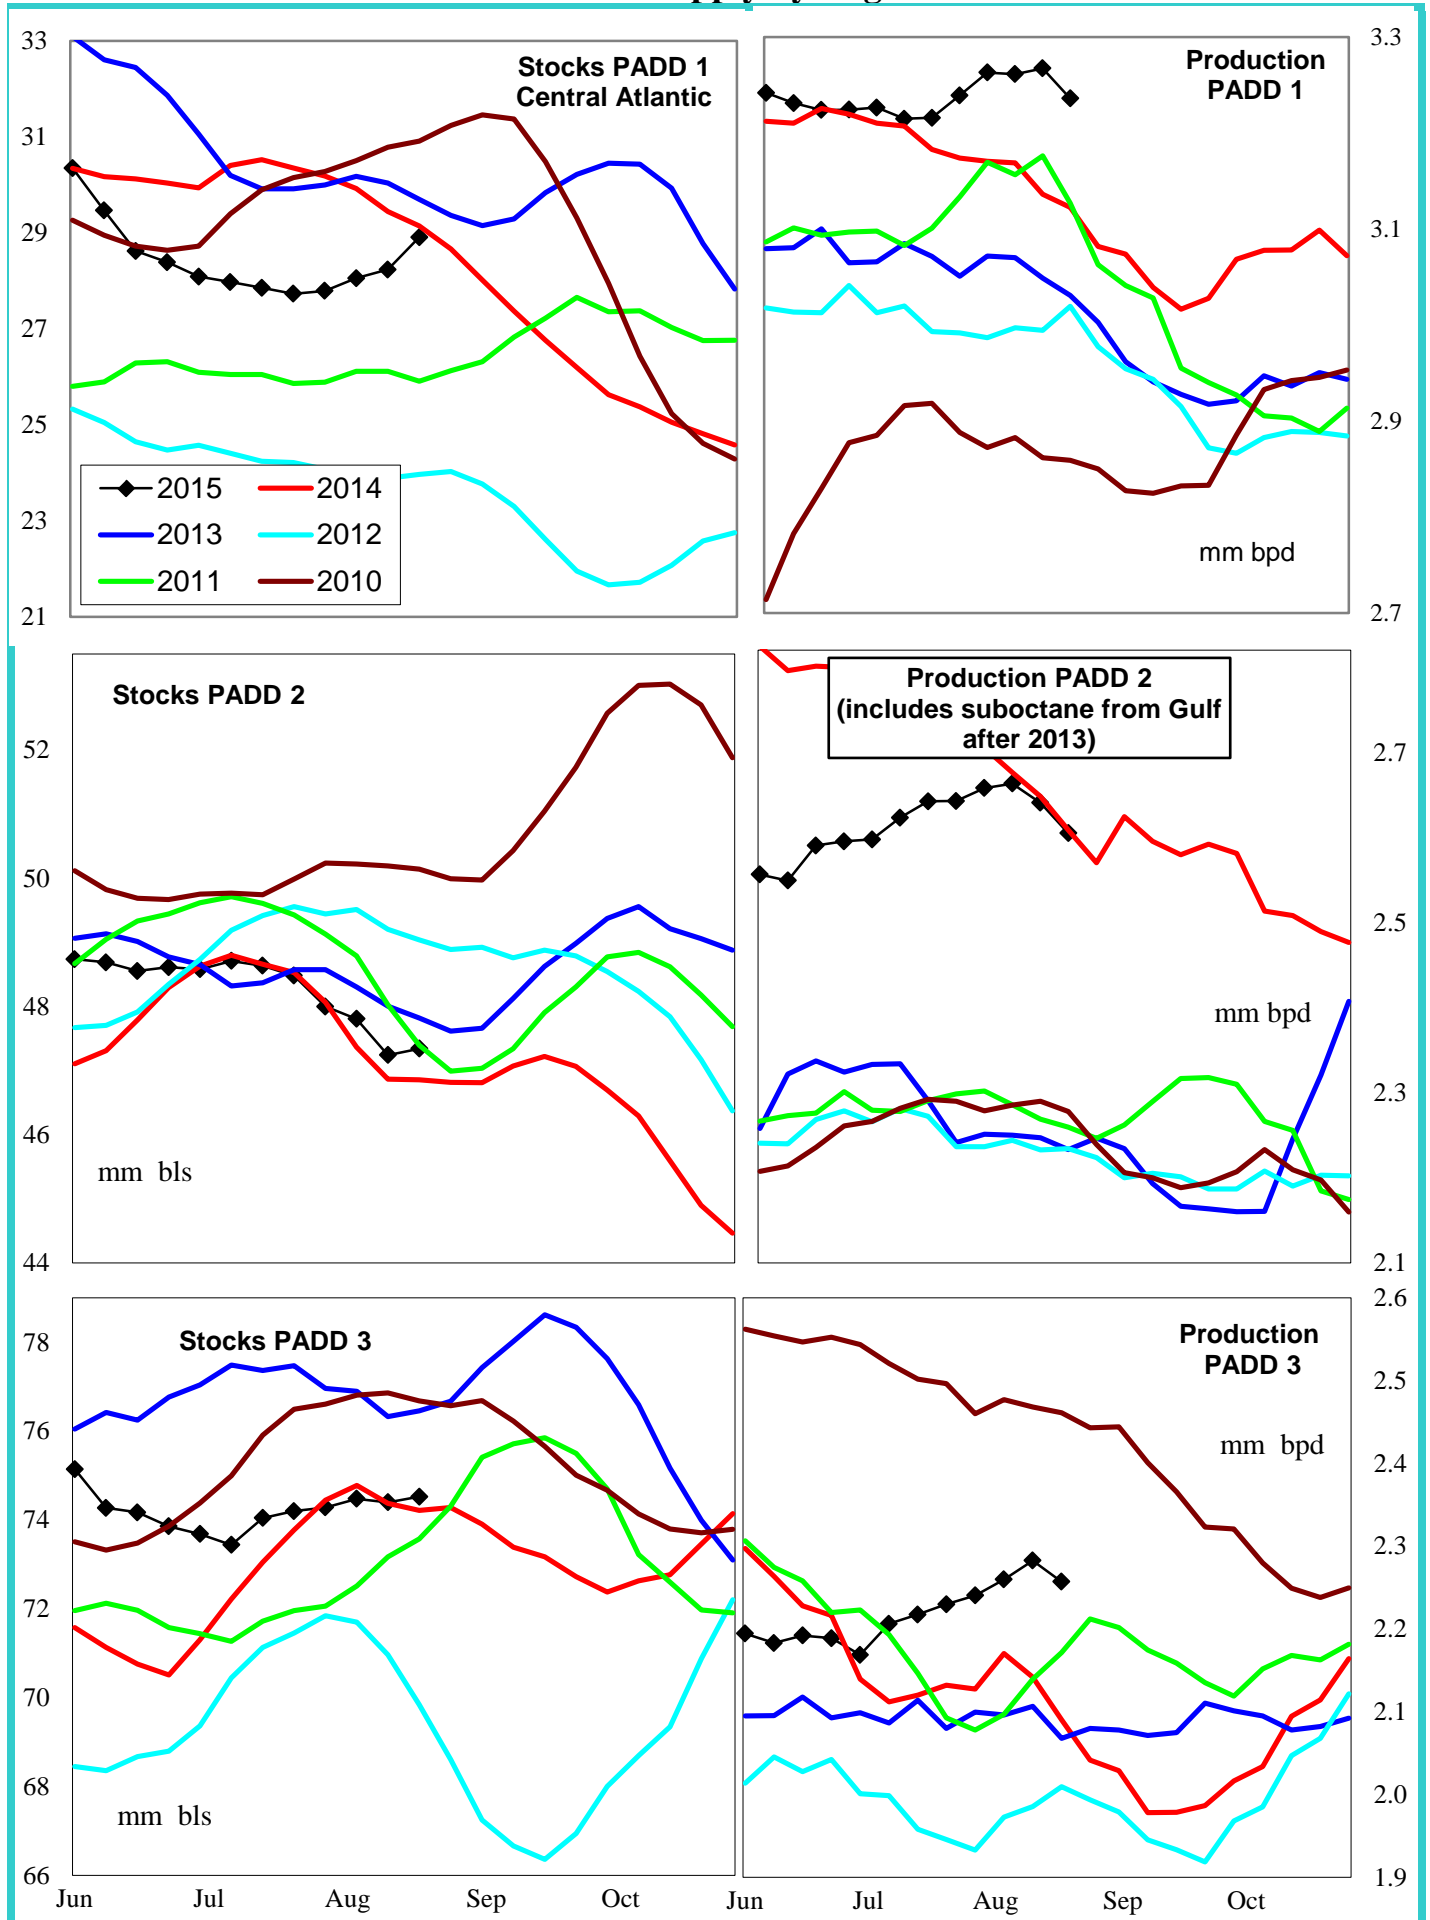 Stocks PADD 1
Central Atlantic
33
31
29
27
25
23
21
2015
2014
2013
2012
2011
2010
Production
PADD 1
mm bpd
3.3
3.1
2.9
2.7
Stocks PADD 2
52
50
48
46
44
mm bls
Production PADD 2
(includes suboctane from Gulf
after 2013)
mm bpd
2.7
2.5
2.3
2.1
Stocks PADD 3
78
76
74
72
70
68
66
mm bls
Jun
Jul
Aug
Sep
Oct
Production
PADD 3
mm bpd
2.6
2.5
2.4
2.3
2.2
2.1
2.0
1.9
Jun
Jul
Aug
Sep
Oct